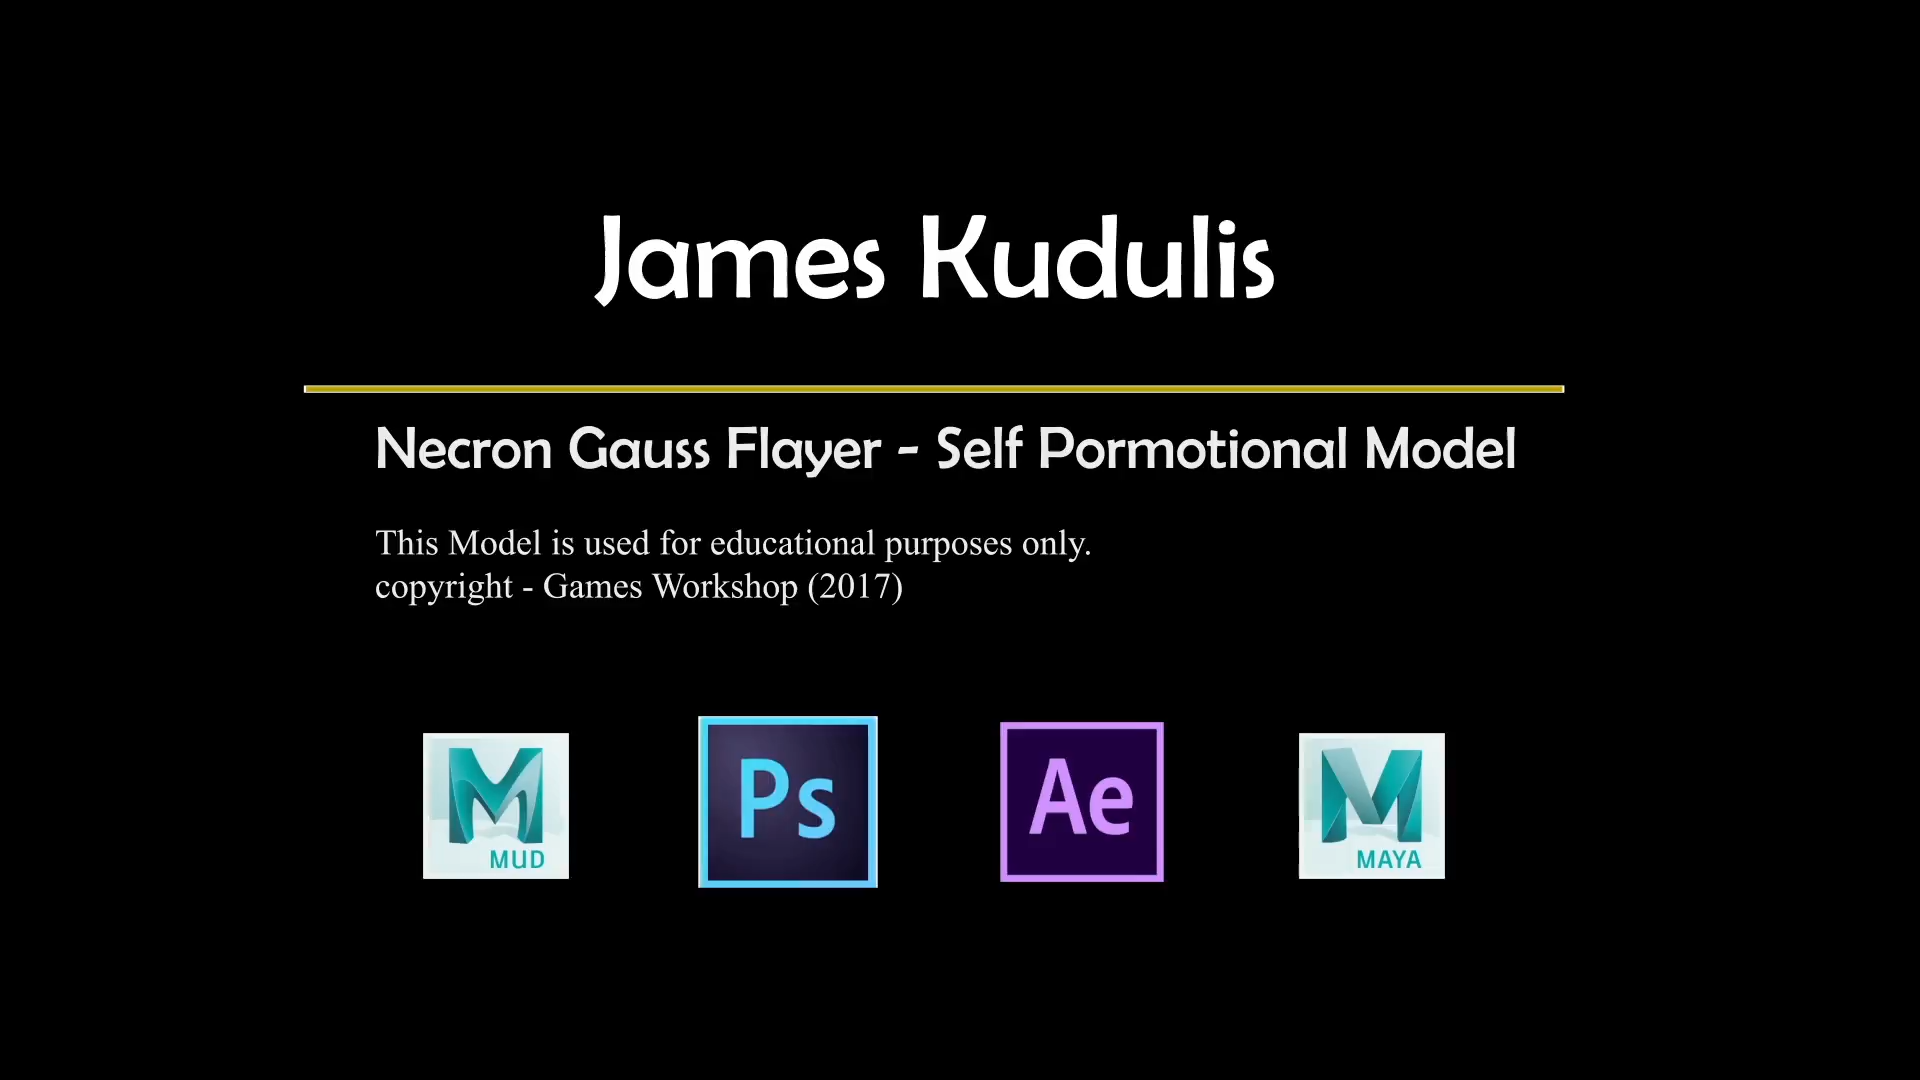 James Kudulis
Necron Gauss Flayer - Self Pormotional Model
This Model is used for educational purposes only.
copyright - Games Workshop (2017)
MUD
Ps
Ae
MAYA